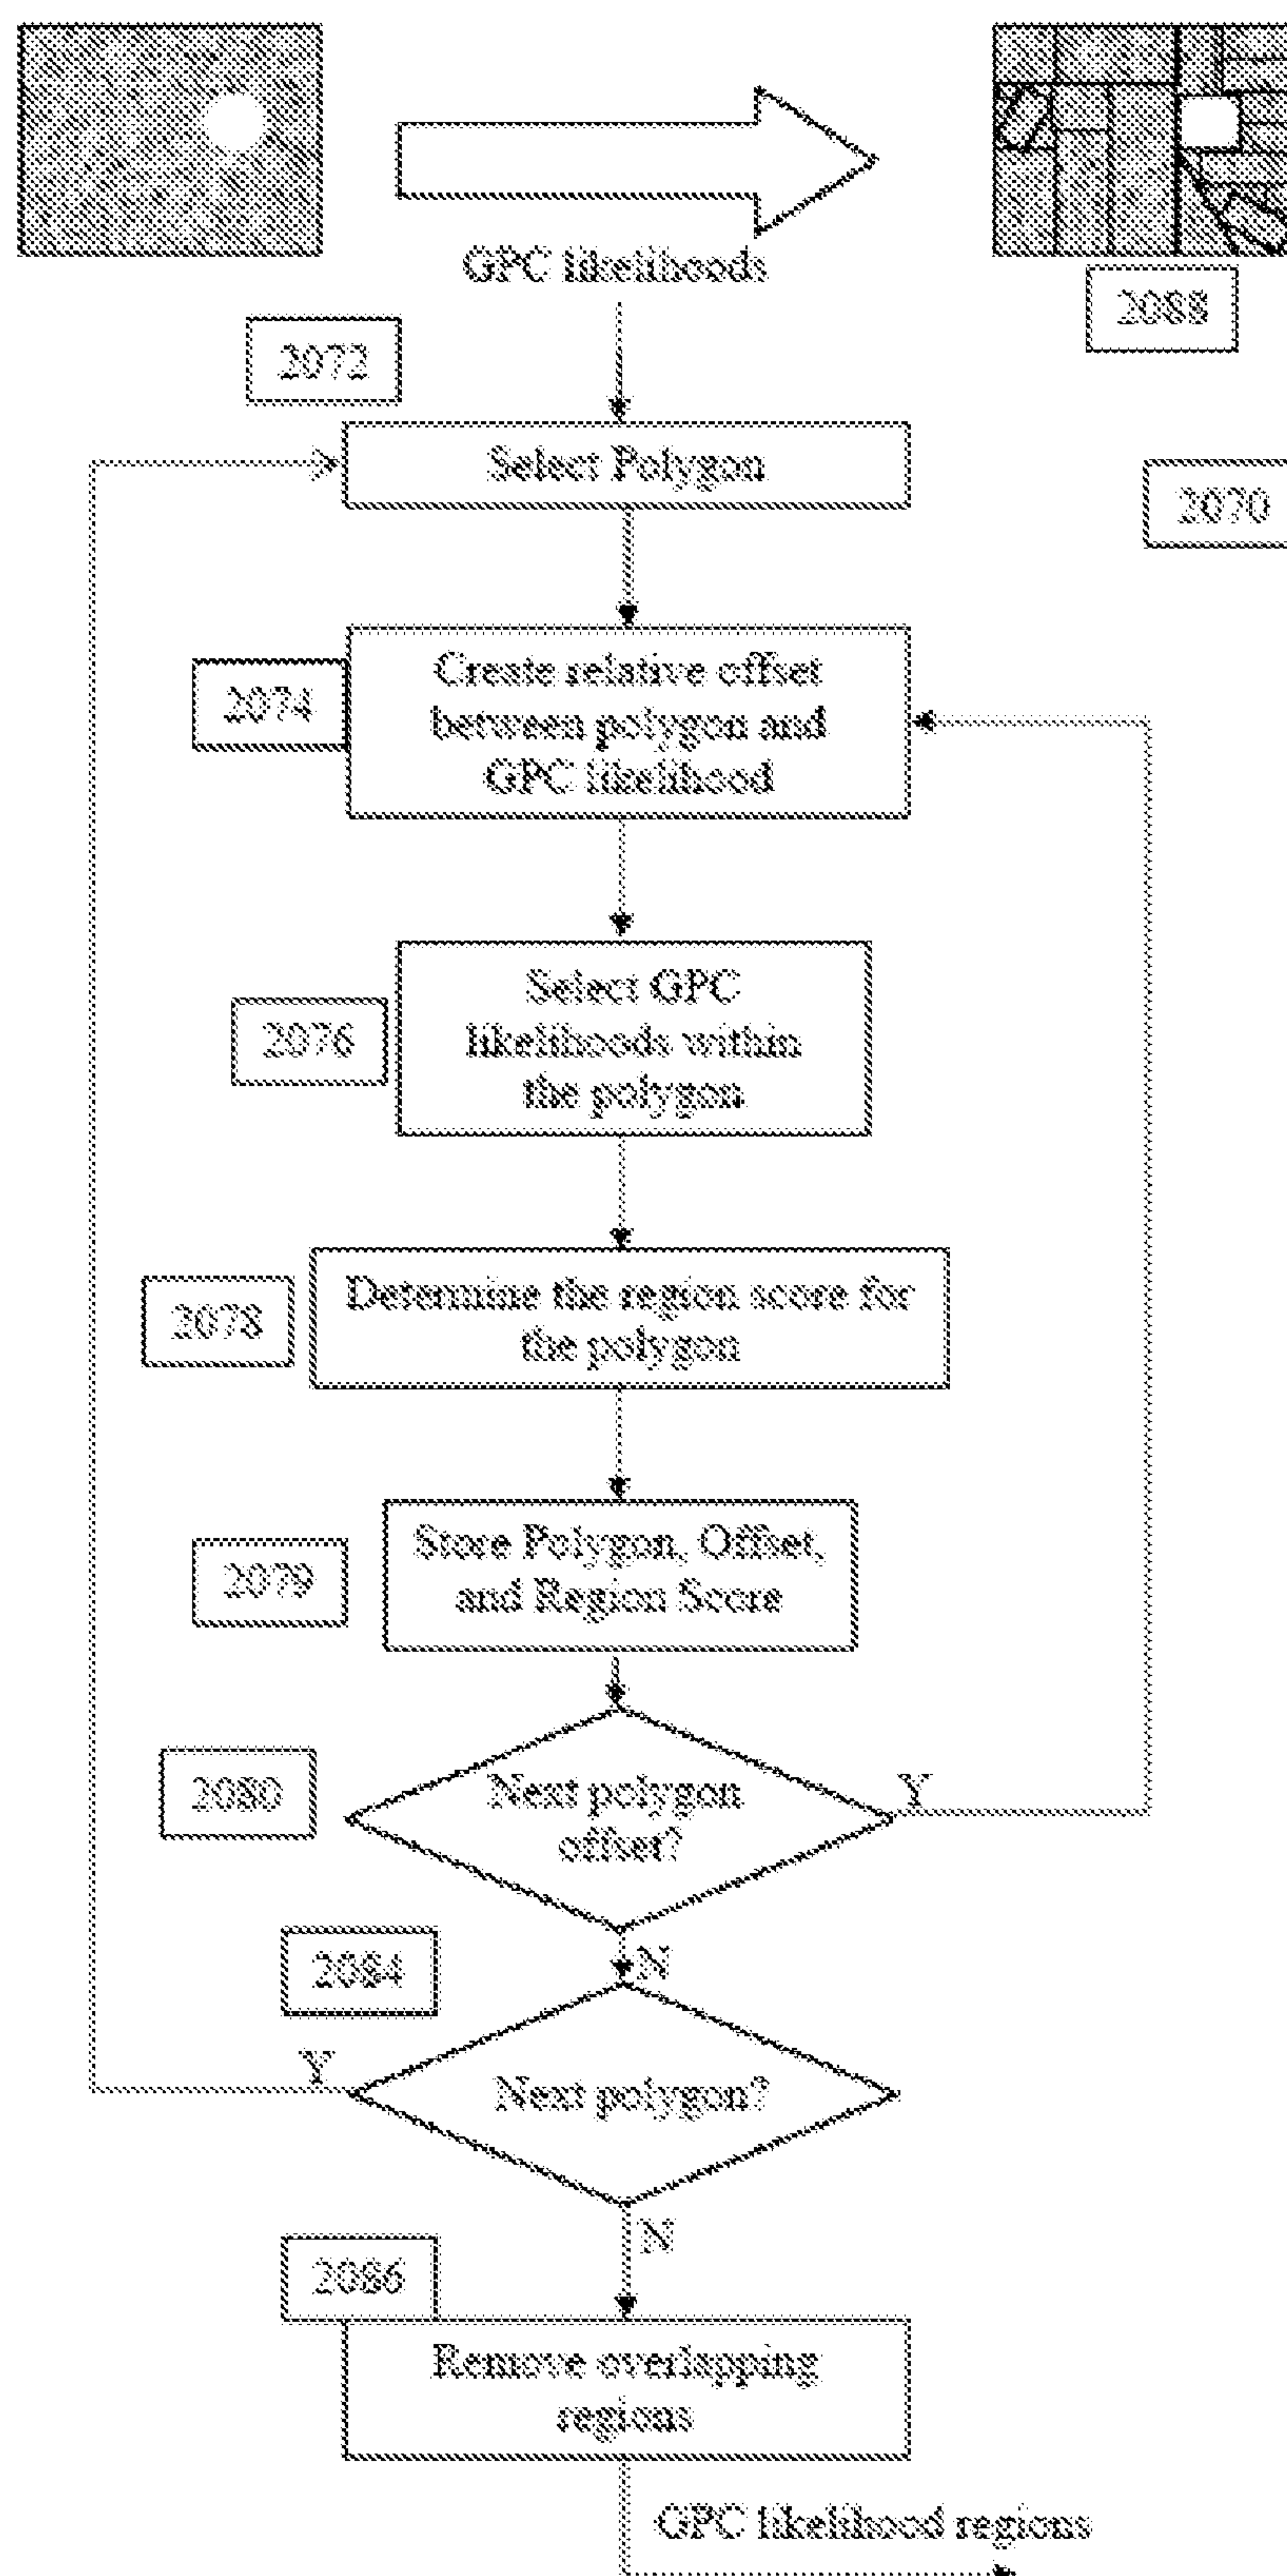 GPC likelihoods
2088
2072
Select Polygon
2070
2074
Create relative offset
between polygon and
GPC likelihood
2076
Select GPC
likelihoods within
the polygon
2078
Determine the region score for
the polygon
2079
Store Polygon, Offset,
and Region Score
2080
Next polygon
offset?
Y
N
2084
Y
Next polygon?
N
2086
Remove overlapping
regions
GPC likelihood regions